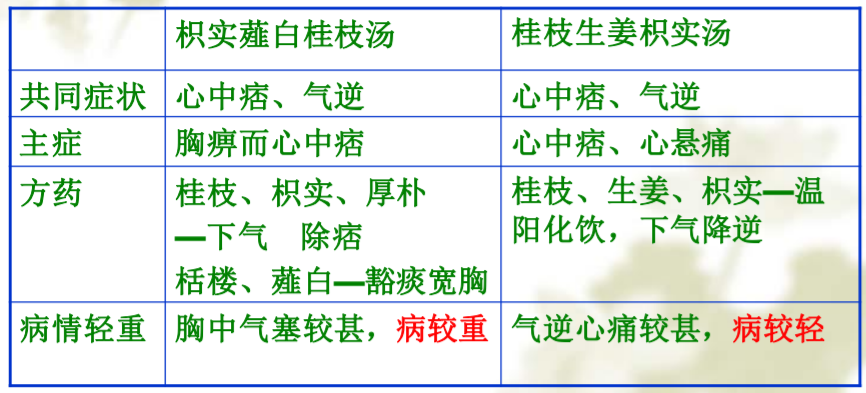 枳实薤白桂枝汤 桂枝生姜枳实汤
共同症状 心中痞、气逆 心中痞、气逆
主症 胸痹而心中痞 心中痞、心悬痛
方药 桂枝、枳实、厚朴 桂枝、生姜、枳实—温
—下气 除痞 阳化饮，下气降逆
栝楼、薤白—豁痰宽胸
病情轻重 胸中气塞较甚，病较重 气逆心痛较甚，病较轻